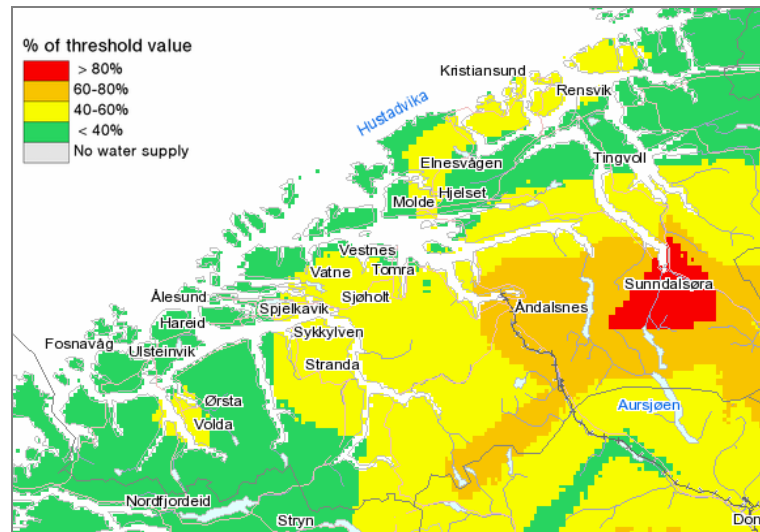 % of threshold value
> 80%
60-80%
40-60%
< 40%
No water supply
Kristiansund
Rensvik
Hustadvika
Elnesvågen
Tingvoll
Hjelset
Molde
Vestnes
Tomra
Vatne
Sunndalsøra
Sjøholt
Ålesund
Spjelkavik
Åndalsnes
Hareid
Fosnavåg
Ulsteinvik
Sykkylven
Stranda
Ørsta
Aursjøen
Volda
Nordfjordeid
Stryn
Dom